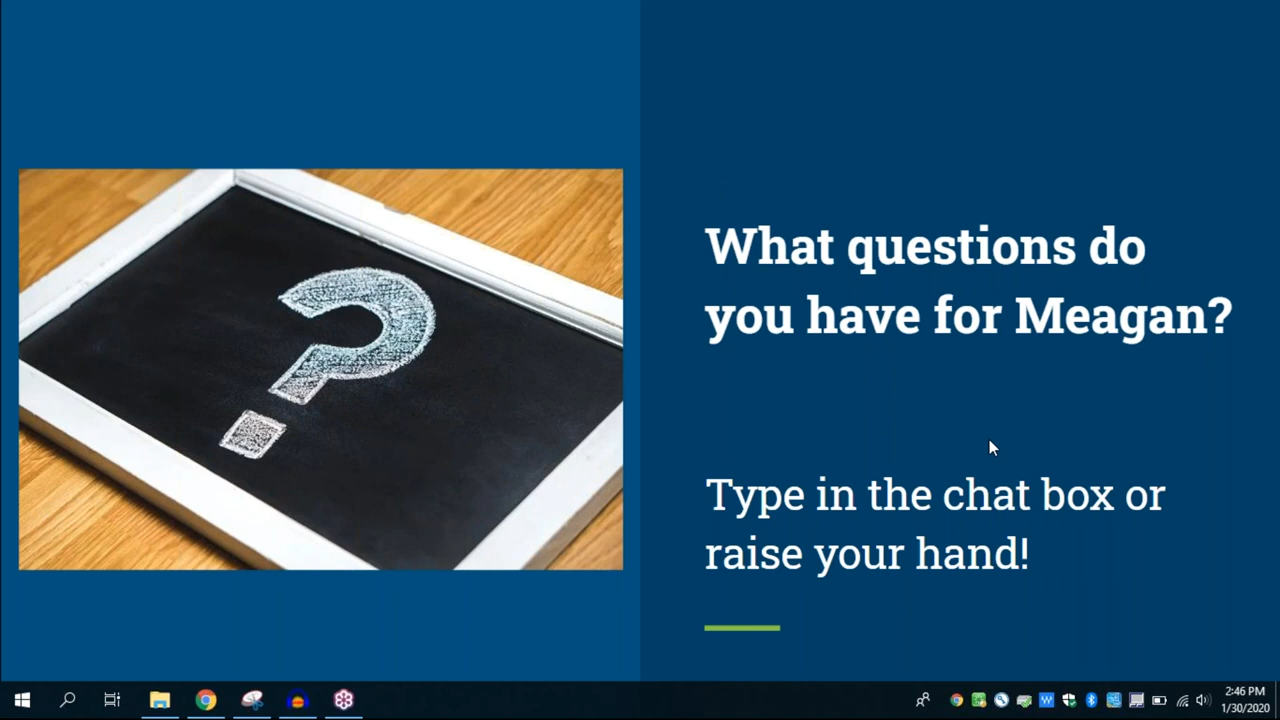 What questions do
you have for Meagan?
Type in the chat box or
raise your hand!
2:46 PM
1/30/2020